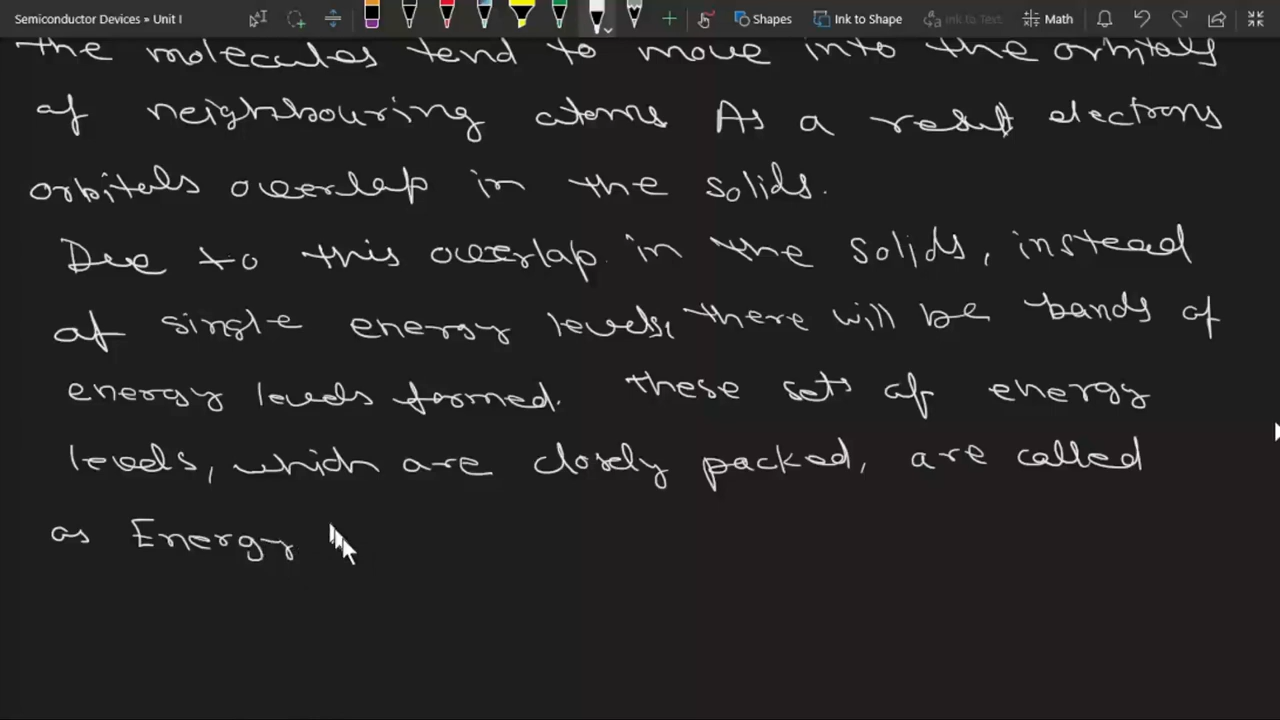 Semiconductor Devices » Unit I
Shapes
Ink to Shape
Ink to Text
Math
the molecules tend to move into the orbitals
of neighbouring atoms As a result electrons
orbitals overlap in the solids.
Due to this overlap in the solids, instead
of single energy levels, there will be bands of
energy levels formed. These sets of energy
levels, which are closely packed, are called
as Energy